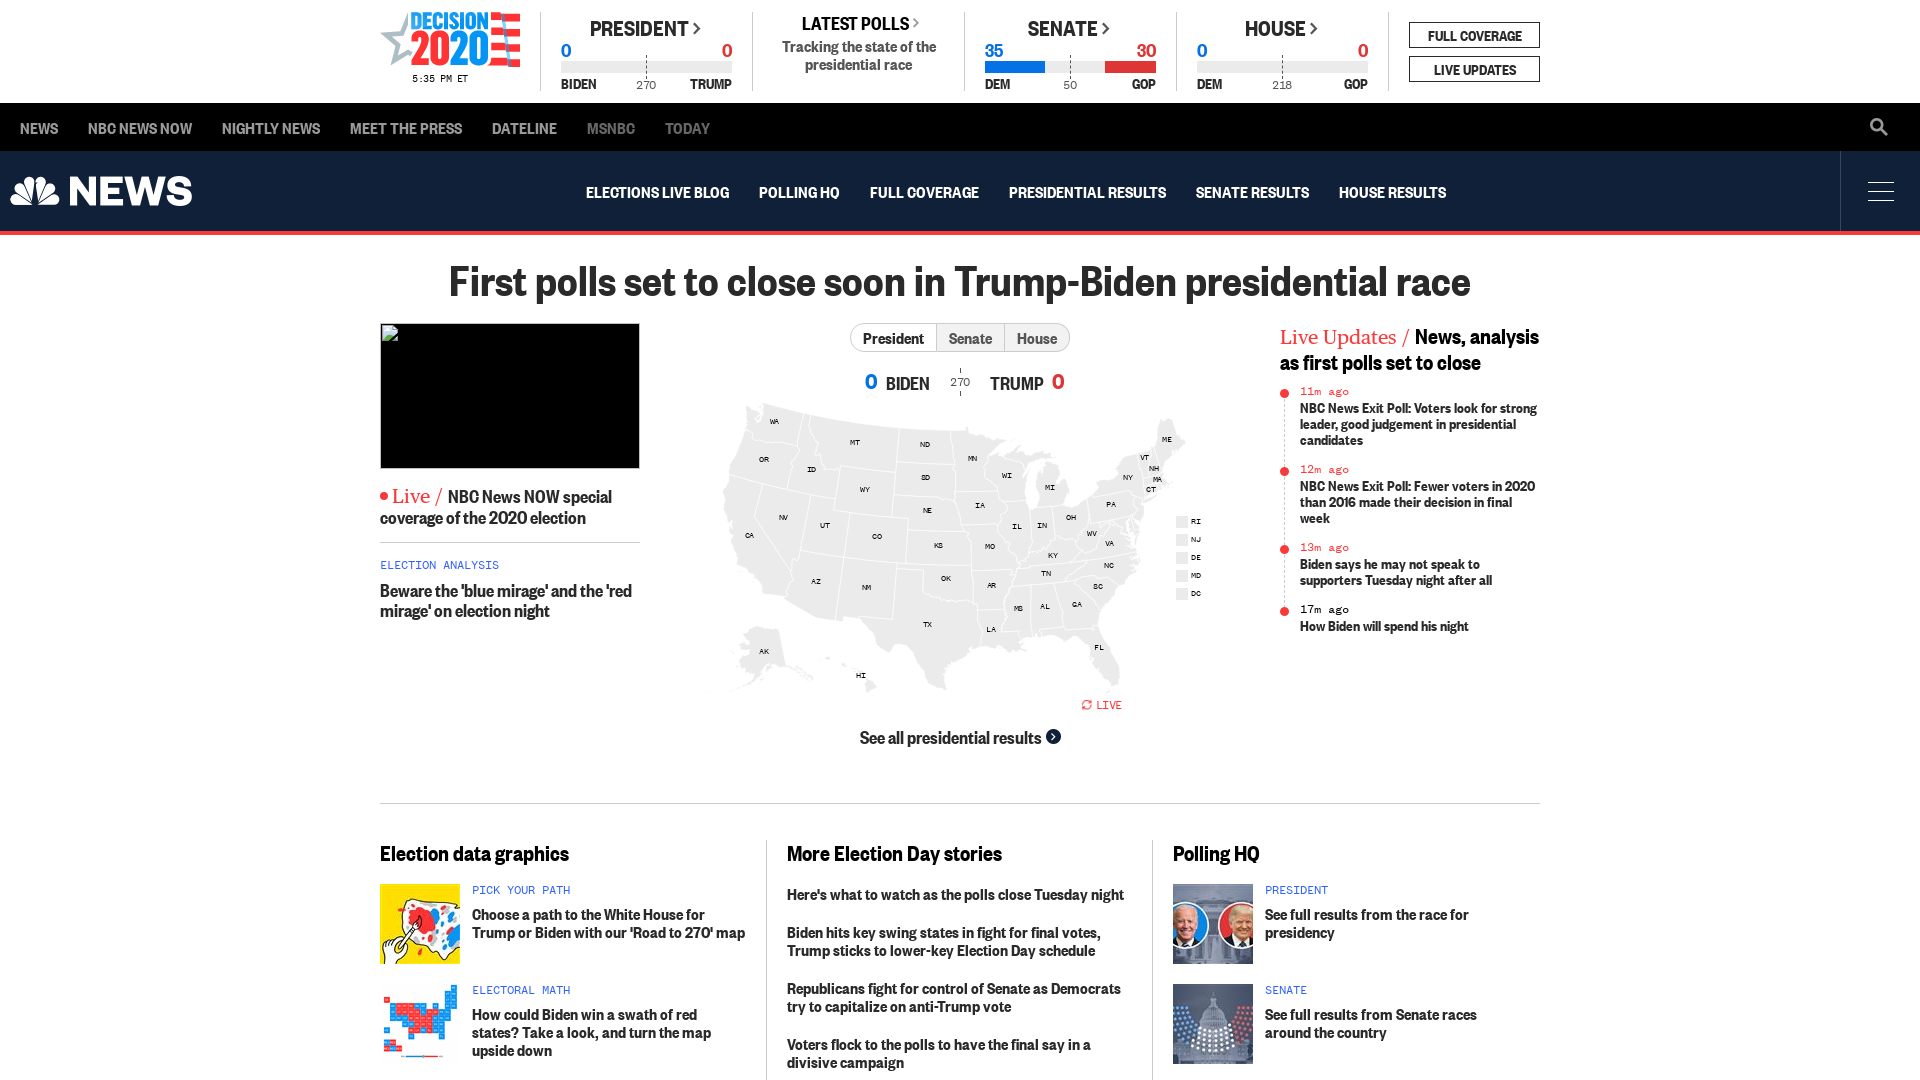 DECISION
2020
5:35 PM ET
PRESIDENT
0 0
BIDEN 270 TRUMP
LATEST POLLS
Tracking the state of the
presidential race
SENATE
35 30
DEM 50 GOP
HOUSE
0 0
DEM 218 GOP
FULL COVERAGE
LIVE UPDATES
NEWS NBC NEWS NOW NIGHTLY NEWS MEET THE PRESS DATELINE MSNBC TODAY
NEWS
ELECTIONS LIVE BLOG POLLING HQ FULL COVERAGE PRESIDENTIAL RESULTS SENATE RESULTS HOUSE RESULTS
First polls set to close soon in Trump-Biden presidential race
Live / NBC News NOW special
coverage of the 2020 election
ELECTION ANALYSIS
Beware the 'blue mirage' and the 'red
mirage' on election night
President Senate House
0 BIDEN 270 TRUMP 0
WA
MT
ND
ME
OR
ID
SD
MN
WI
VT
NH
MA
CT
NY
WY
MI
NE
IA
PA
NV
UT
CO
IL
IN
OH
RI
CA
KS
MO
WV
VA
NJ
KY
DE
AZ
NM
OK
AR
TN
NC
SC
MD
DC
MS
AL
GA
TX
LA
FL
AK
HI
LIVE
See all presidential results
Live Updates / News, analysis
as first polls set to close
11m ago
NBC News Exit Poll: Voters look for strong
leader, good judgement in presidential
candidates
12m ago
NBC News Exit Poll: Fewer voters in 2020
than 2016 made their decision in final
week
13m ago
Biden says he may not speak to
supporters Tuesday night after all
17m ago
How Biden will spend his night
Election data graphics
PICK YOUR PATH
Choose a path to the White House for
Trump or Biden with our 'Road to 270' map
ELECTORAL MATH
How could Biden win a swath of red
states? Take a look, and turn the map
upside down
More Election Day stories
Here's what to watch as the polls close Tuesday night
Biden hits key swing states in fight for final votes,
Trump sticks to lower-key Election Day schedule
Republicans fight for control of Senate as Democrats
try to capitalize on anti-Trump vote
Voters flock to the polls to have the final say in a
divisive campaign
Polling HQ
PRESIDENT
See full results from the race for
presidency
SENATE
See full results from Senate races
around the country